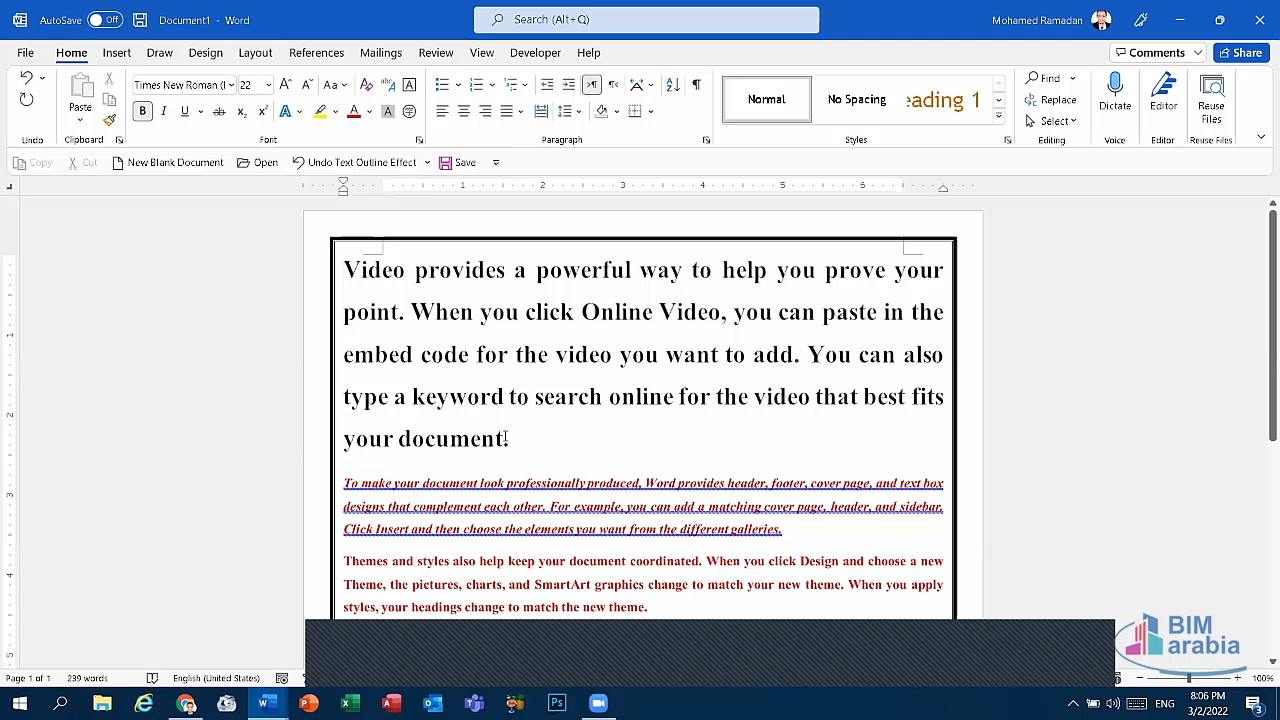 AutoSave Off Document1 - Word Search (Alt+Q) Mohamed Ramadan
File Home Insert Draw Design Layout References Mailings Review View Developer Help Comments Share
Times New Roman ( 22 Aa Find
Paste Normal No Spacing eading 1 Replace Dictate Editor Reuse Files
Select
Undo Clipboard Font Paragraph Styles Editing Voice Editor Reuse Files
Copy Cut New Blank Document Open Undo Text Outline Effect Save
1 2 3 4 5 6
Video provides a powerful way to help you prove your
point. When you click Online Video, you can paste in the
embed code for the video you want to add. You can also
type a keyword to search online for the video that best fits
your document.
To make your document look professionally produced, Word provides header, footer, cover page, and text box
designs that complement each other. For example, you can add a matching cover page, header, and sidebar.
Click Insert and then choose the elements you want from the different galleries.
Themes and styles also help keep your document coordinated. When you click Design and choose a new
Theme, the pictures, charts, and SmartArt graphics change to match your new theme. When you apply
styles, your headings change to match the new theme.
BIM
arabia
Page 1 of 1 239 words English (United States) 100%
ENG 8:06 PM
3/2/2022